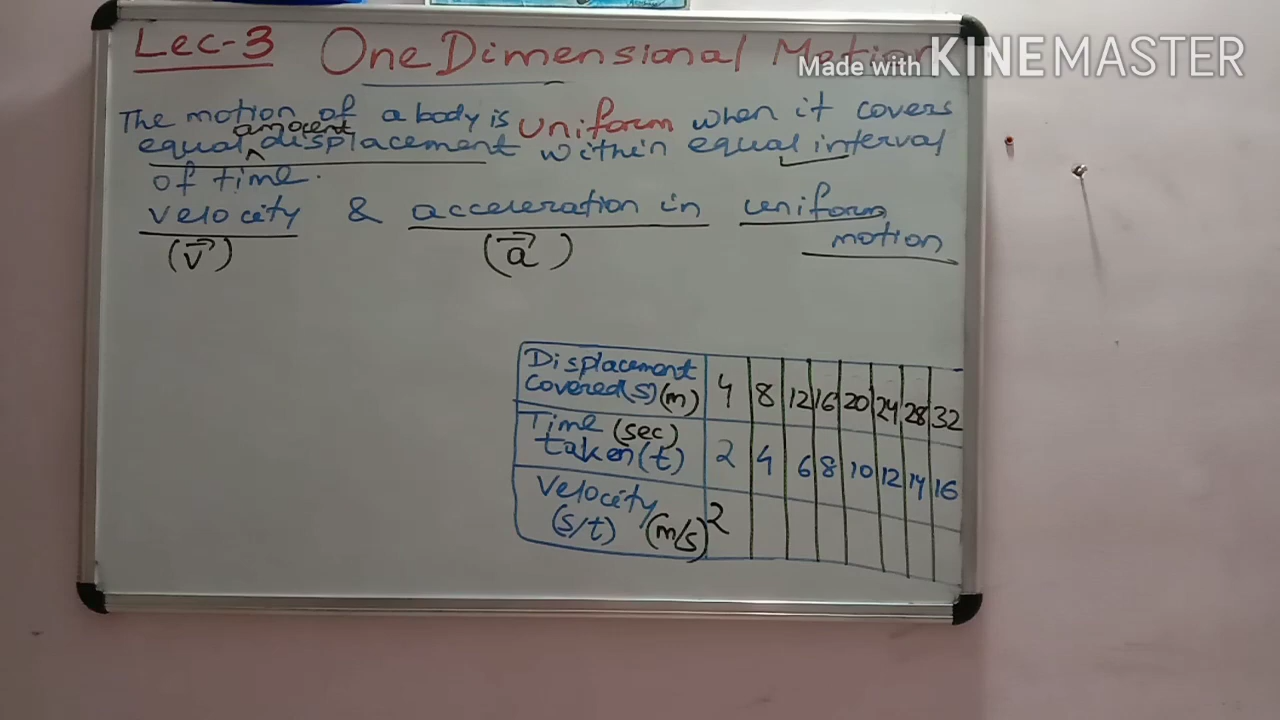 Lec-3 One Dimensional Motion
Made with KINEMASTER
The motion of a body is uniform when it covers
equal amount displacement within equal interval
of time.
velocity & acceleration in uniform
motion
(v⃗) (a⃗)
Displacement covered(s)(m) 4 8 12 16 20 24 28 32
Time (sec) taken(t) 2 4 6 8 10 12 14 16
Velocity (s/t) (m/s) 2